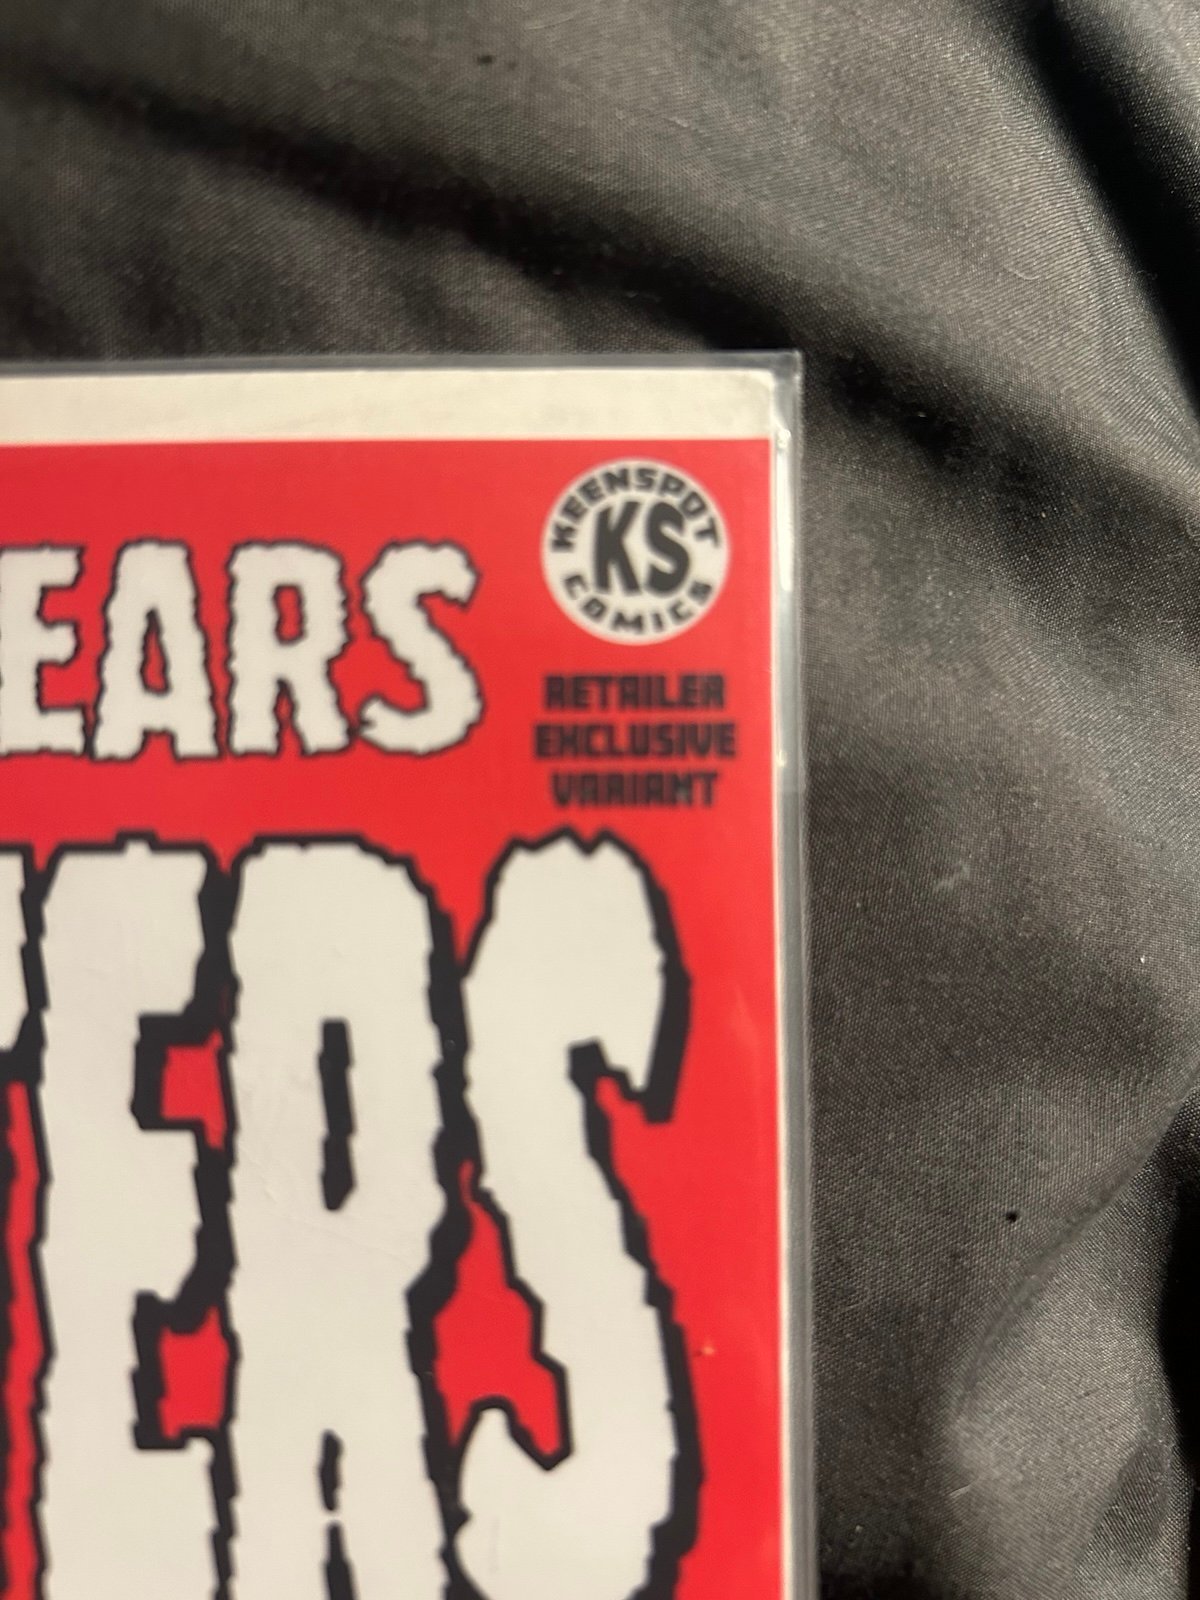 KEENSPOT
KS
COMICS
EARS
RETAILER
EXCLUSIVE
VARIANT
ERS